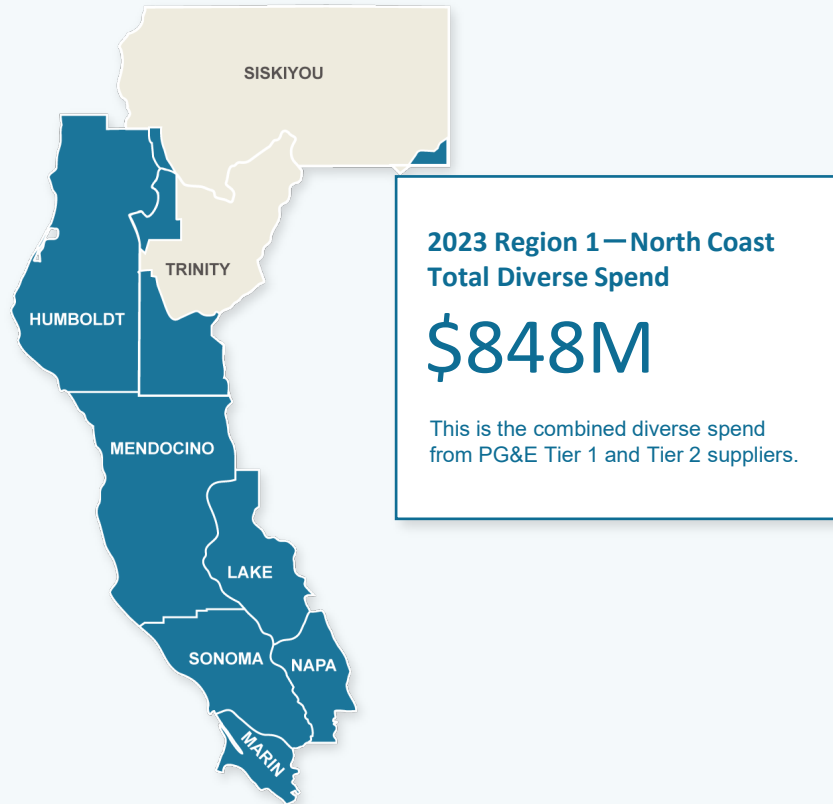 SISKIYOU
TRINITY
HUMBOLDT
MENDOCINO
LAKE
SONOMA
NAPA
MARIN
2023 Region 1—North Coast
Total Diverse Spend
$848M
This is the combined diverse spend
from PG&E Tier 1 and Tier 2 suppliers.